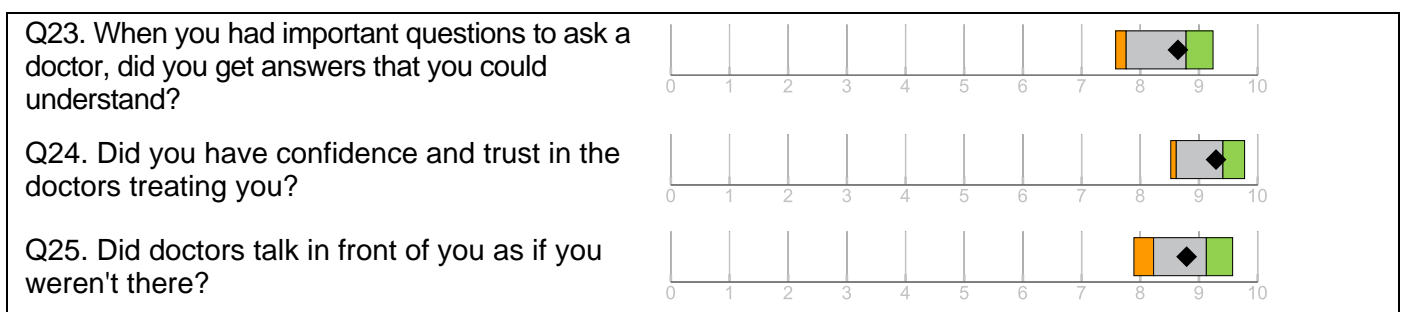 Q23. When you had important questions to ask a
doctor, did you get answers that you could
understand?
0 1 2 3 4 5 6 7 8 9 10
Q24. Did you have confidence and trust in the
doctors treating you?
0 1 2 3 4 5 6 7 8 9 10
Q25. Did doctors talk in front of you as if you
weren't there?
0 1 2 3 4 5 6 7 8 9 10